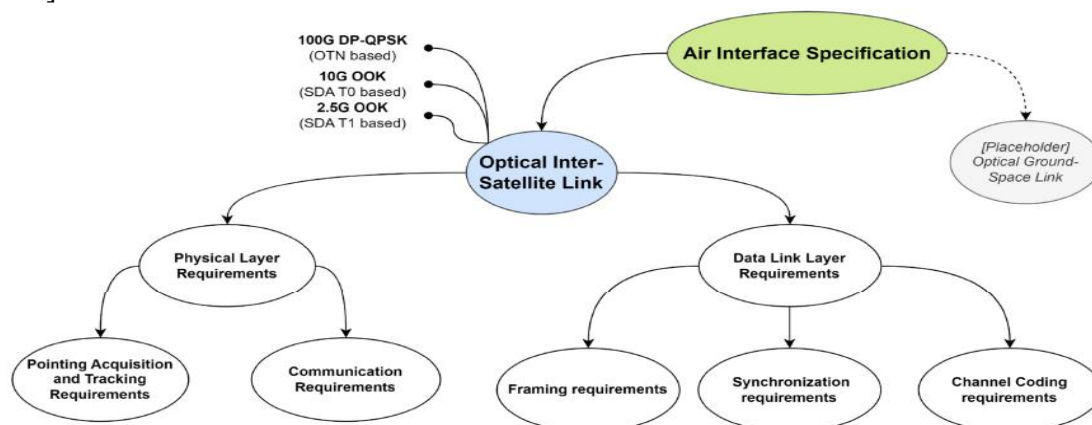 100G DP-QPSK
(OTN based)
10G OOK
(SDA T0 based)
2.5G OOK
(SDA T1 based)
Air Interface Specification
[Placeholder]
Optical Ground-
Space Link
Optical Inter-
Satellite Link
Physical Layer
Requirements
Data Link Layer
Requirements
Pointing Acquisition
and Tracking
Requirements
Communication
Requirements
Framing requirements
Synchronization
requirements
Channel Coding
requirements